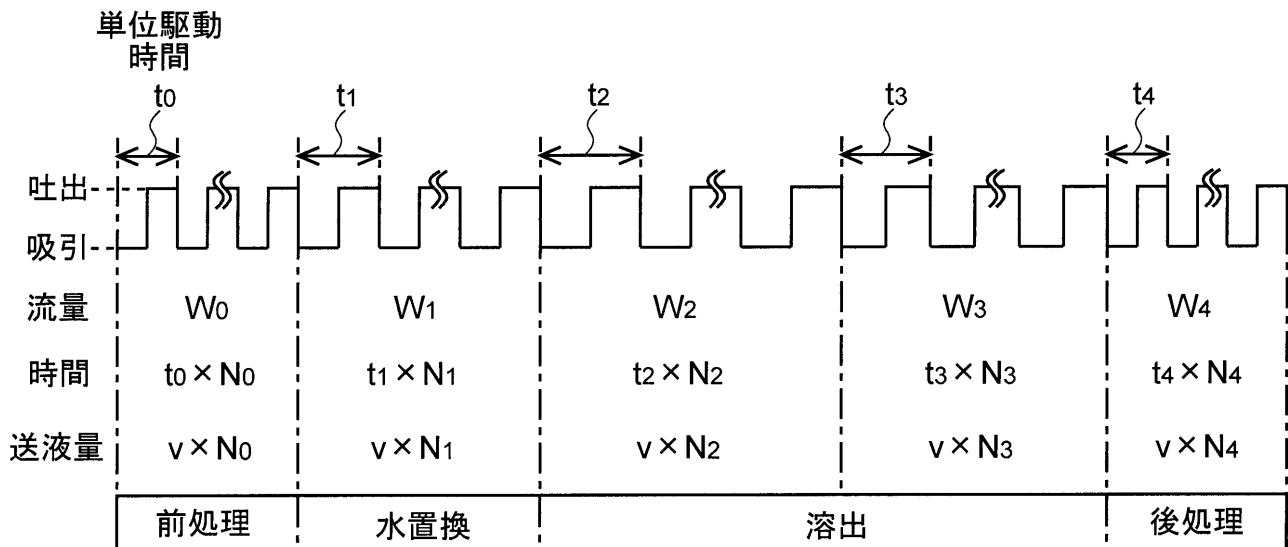 単位駆動
時間
t0 t1 t2 t3 t4
吐出
吸引
流量 W0 W1 W2 W3 W4
時間 t0×N0 t1×N1 t2×N2 t3×N3 t4×N4
送液量 v×N0 v×N1 v×N2 v×N3 v×N4
前処理 水置換 溶出 後処理